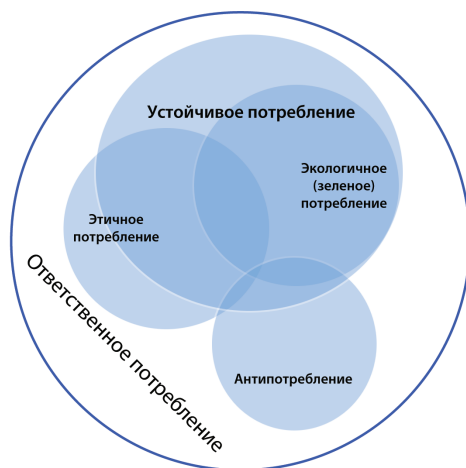 Устойчивое потребление
Экологичное
(зеленое)
потребление
Этичное
потребление
Ответственное потребление
Антипотребление